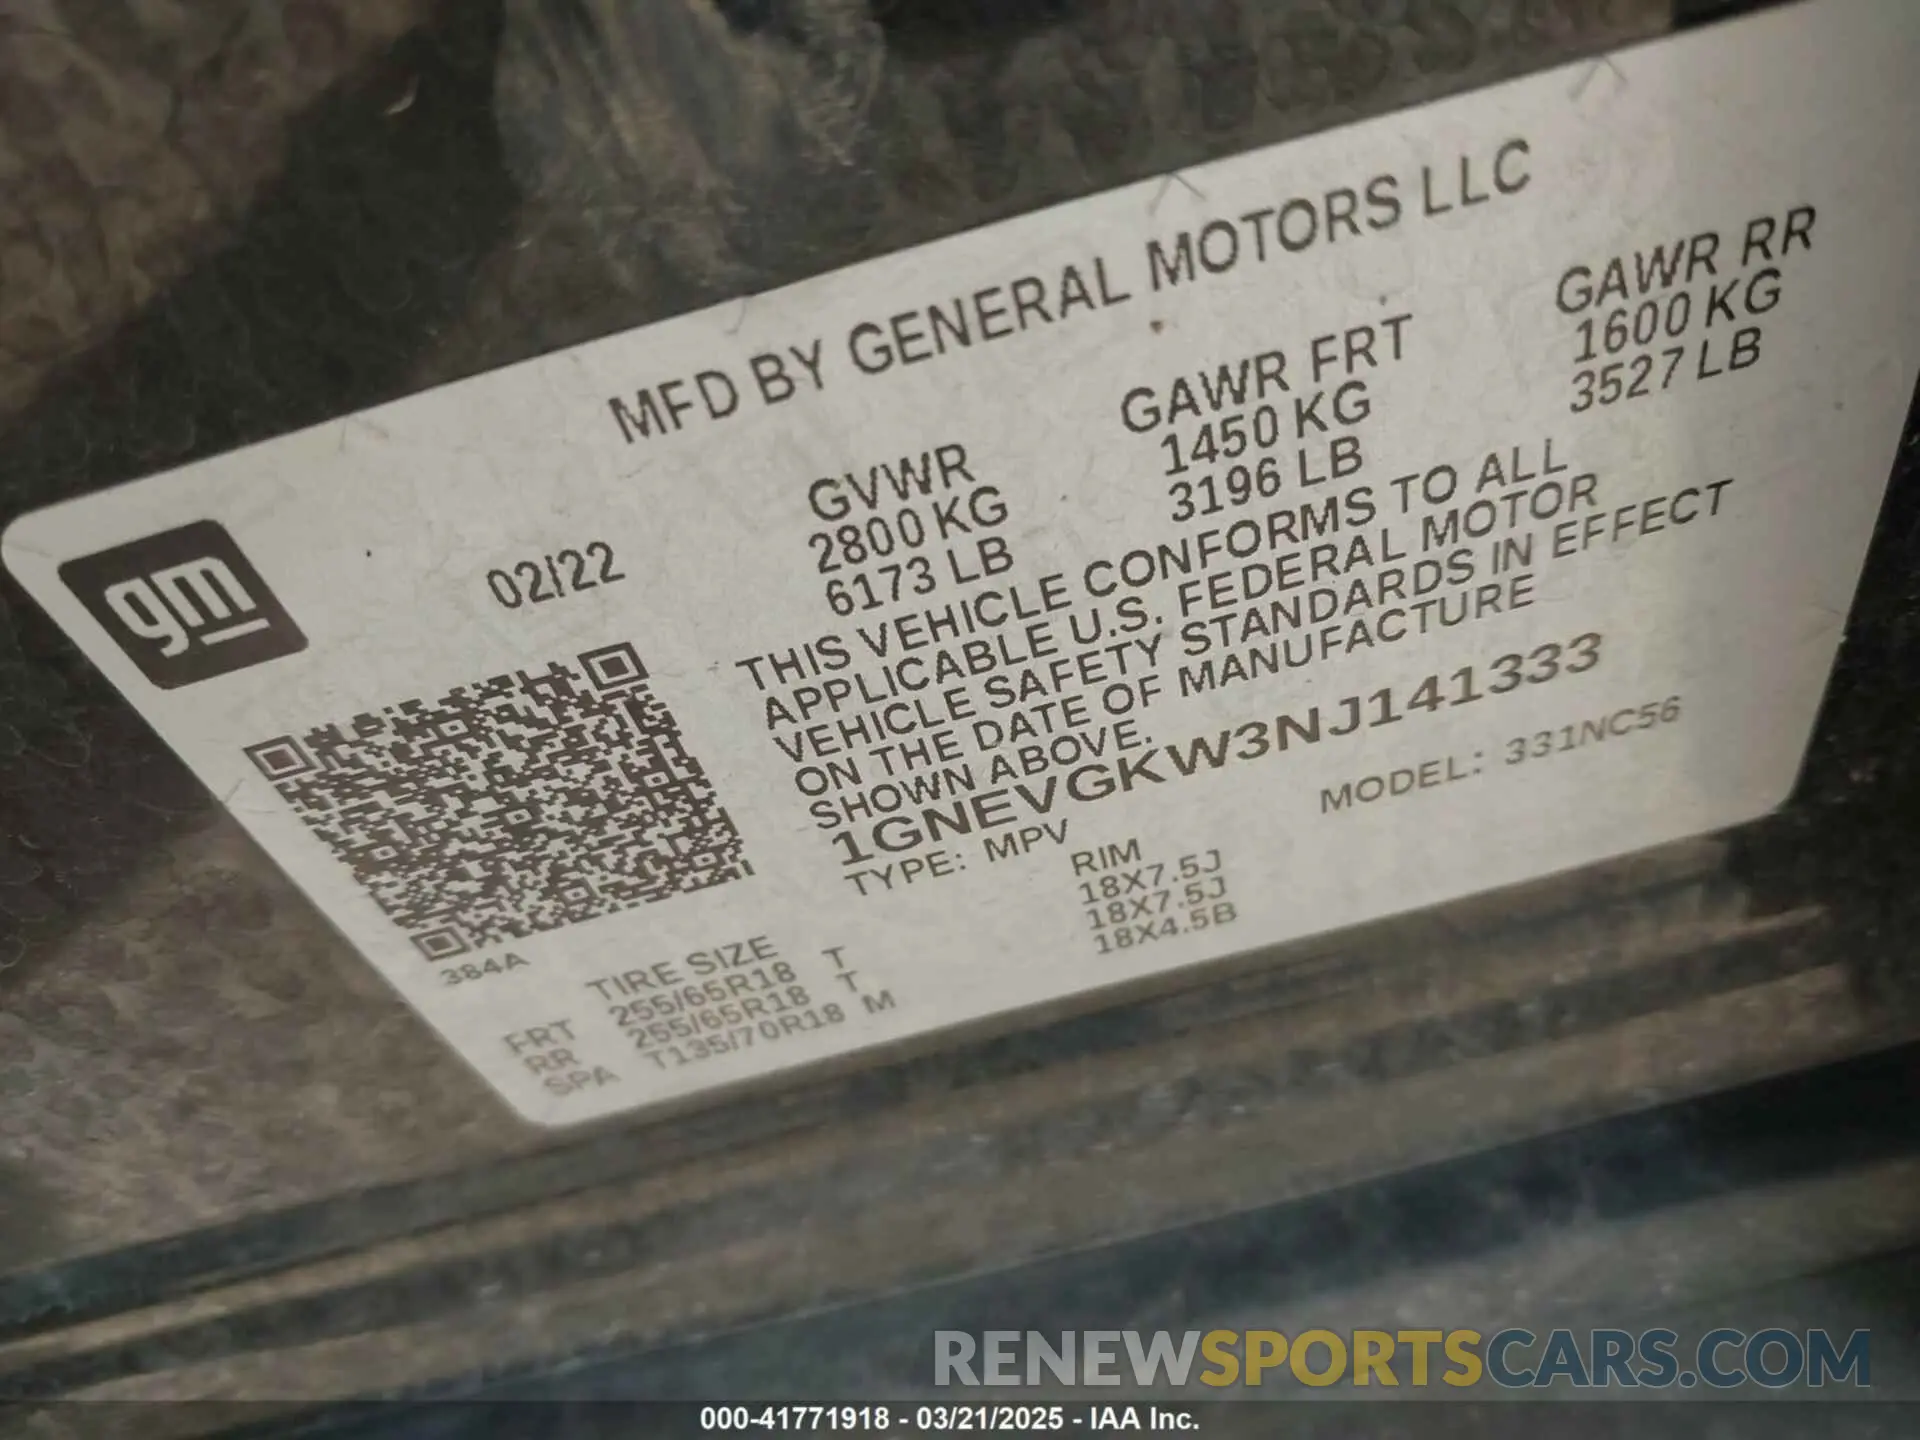 MFD BY GENERAL MOTORS LLC
gm
02/22
GVWR
2800 KG
6173 LB
GAWR FRT
1450 KG
3196 LB
GAWR RR
1600 KG
3527 LB
THIS VEHICLE CONFORMS TO ALL
APPLICABLE U.S. FEDERAL MOTOR
VEHICLE SAFETY STANDARDS IN EFFECT
ON THE DATE OF MANUFACTURE
SHOWN ABOVE.
1GNEVGKW3NJ141333
TYPE: MPV
MODEL: 331NC56
384A
TIRE SIZE RIM
FRT 255/65R18 T 18X7.5J
RR 255/65R18 T 18X7.5J
SPA T135/70R18 M 18X4.5B
RENEWSPORTSCARS.COM
000-41771918 - 03/21/2025 - IAA Inc.